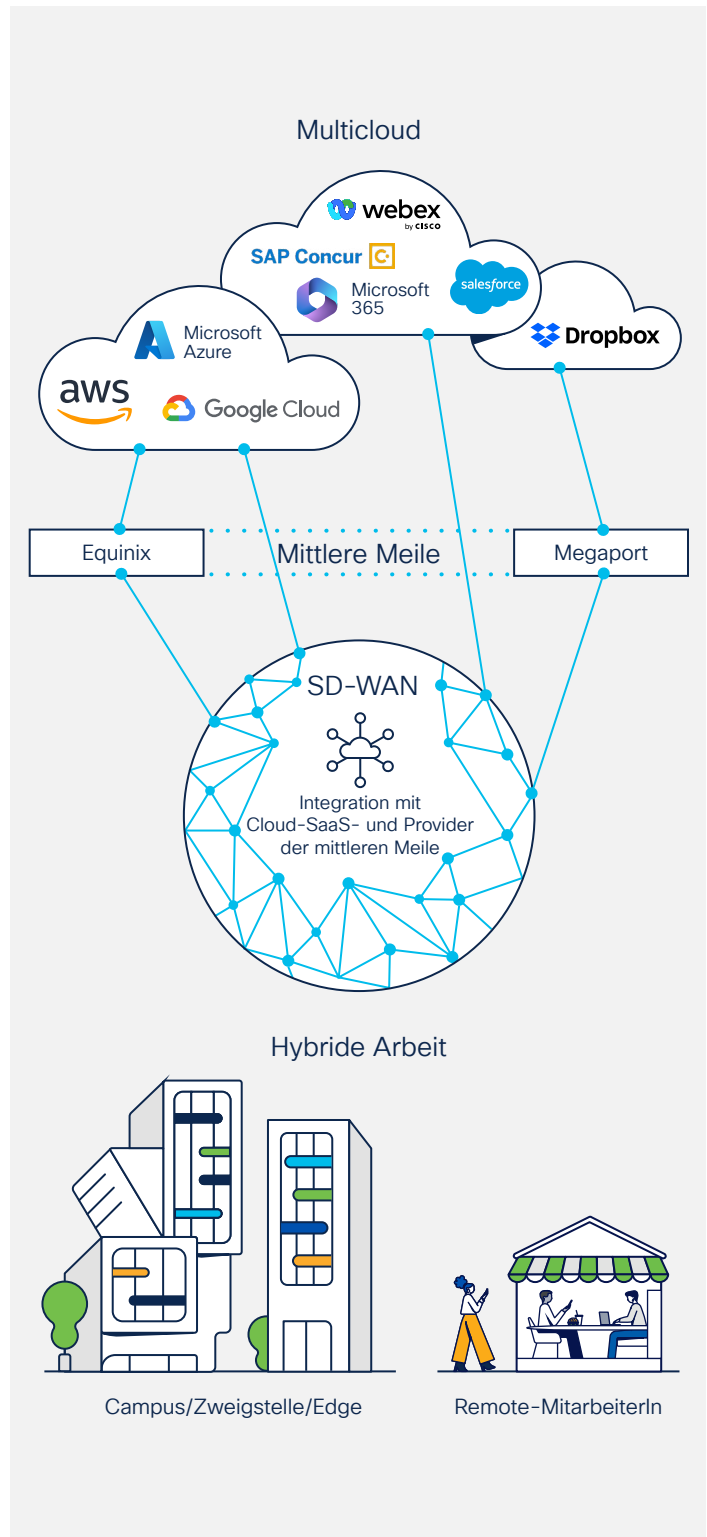 Multicloud
webex
by CISCO
SAP Concur
Microsoft
365
salesforce
Dropbox
Microsoft
Azure
aws
Google Cloud
Equinix
Mittlere Meile
Megaport
SD-WAN
Integration mit
Cloud-SaaS- und Provider
der mittleren Meile
Hybride Arbeit
Campus/Zweigstelle/Edge
Remote-MitarbeiterIn